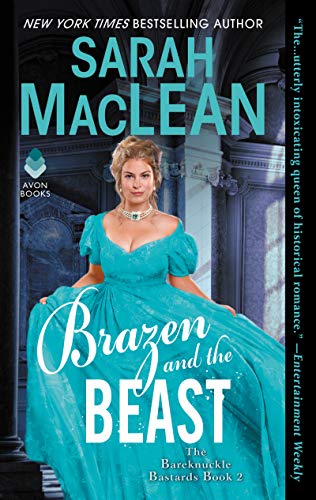 NEW YORK TIMES BESTSELLING AUTHOR
SARAH
MACLEAN
AVON
BOOKS
Brazen
and the
BEAST
The
Bareknuckle
Bastards Book 2
"The...utterly intoxicating queen of historical romance." —Entertainment Weekly